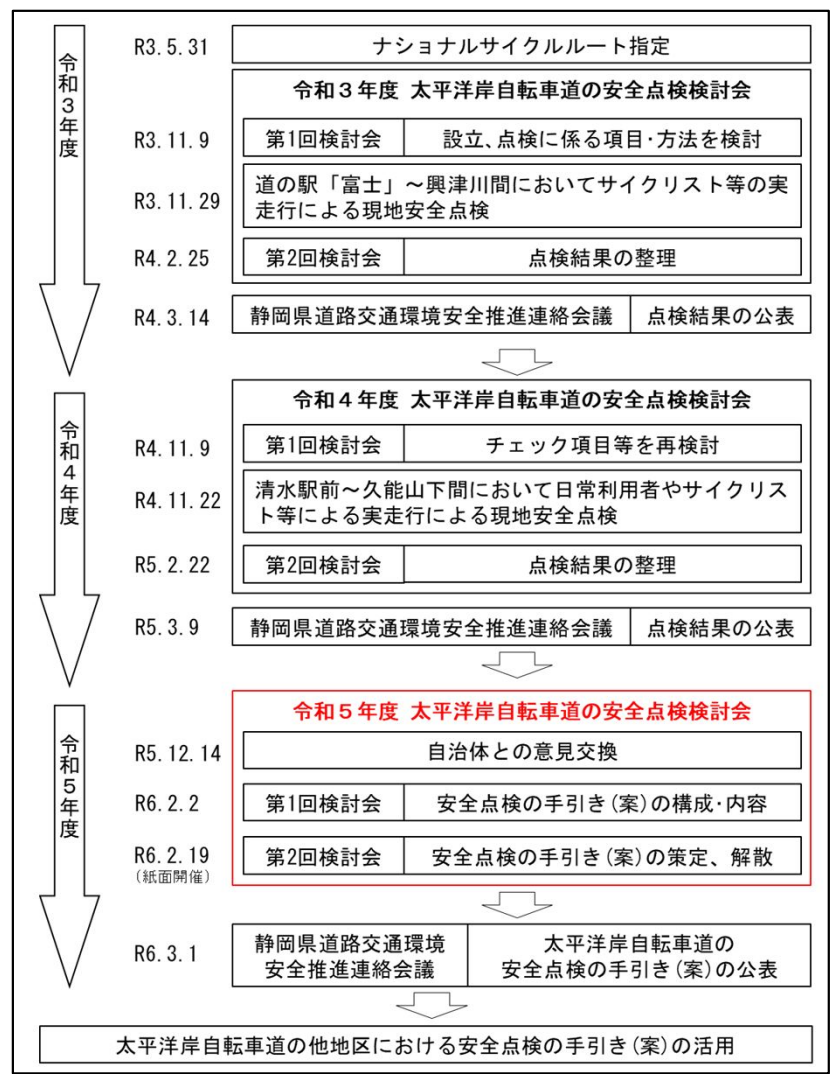 令和3年度
R3.5.31
ナショナルサイクルルート指定
令和3年度 太平洋岸自転車道の安全点検検討会
R3.11.9
第1回検討会
設立、点検に係る項目・方法を検討
R3.11.29
道の駅「富士」～興津川間においてサイクリスト等の実
走行による現地安全点検
R4.2.25
第2回検討会
点検結果の整理
R4.3.14
静岡県道路交通環境安全推進連絡会議
点検結果の公表
令和4年度
令和4年度 太平洋岸自転車道の安全点検検討会
R4.11.9
第1回検討会
チェック項目等を再検討
R4.11.22
清水駅前～久能山下間において日常利用者やサイクリス
ト等による実走行による現地安全点検
R5.2.22
第2回検討会
点検結果の整理
R5.3.9
静岡県道路交通環境安全推進連絡会議
点検結果の公表
令和5年度
令和5年度 太平洋岸自転車道の安全点検検討会
R5.12.14
自治体との意見交換
R6.2.2
第1回検討会
安全点検の手引き(案)の構成・内容
R6.2.19
(紙面開催)
第2回検討会
安全点検の手引き(案)の策定、解散
R6.3.1
静岡県道路交通環境
安全推進連絡会議
太平洋岸自転車道の
安全点検の手引き(案)の公表
太平洋岸自転車道の他地区における安全点検の手引き(案)の活用